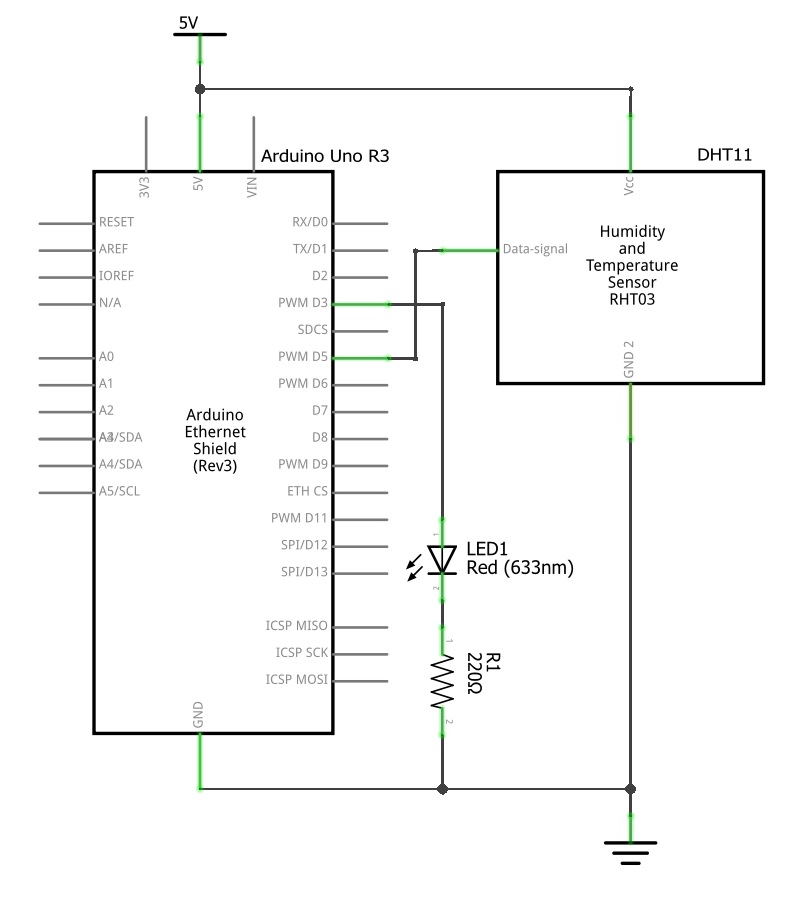 5V
Arduino Uno R3
DHT11
3V3
5V
VIN
Vcc
RESET
AREF
IOREF
N/A
A0
A1
A2
A4/SDA
A5/SCL
RX/D0
TX/D1
D2
PWM D3
SDCS
PWM D5
PWM D6
D7
D8
PWM D9
ETH CS
PWM D11
SPI/D12
SPI/D13
ICSP MISO
ICSP SCK
ICSP MOSI
GND
Arduino
Ethernet
Shield
(Rev3)
Data-signal
Humidity
and
Temperature
Sensor
RHT03
GND 2
1
LED1
Red (633nm)
2
1
R1
220Ω
2